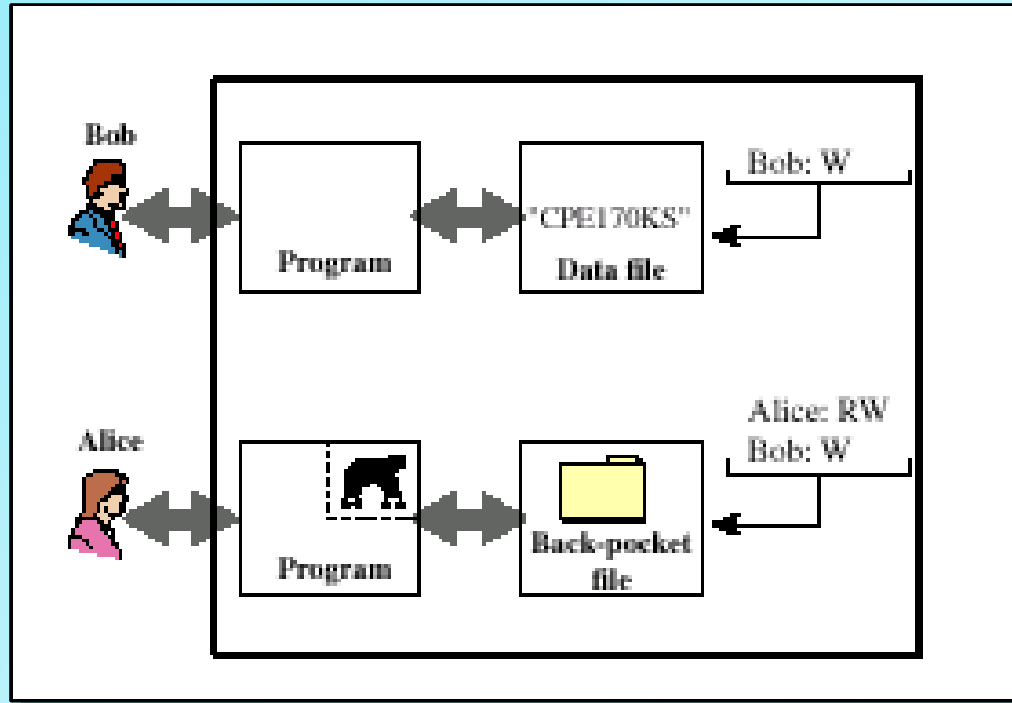 Bob
Program
"CPE170KS"
Data file
Bob: W
Alice
Program
Back-pocket
file
Alice: RW
Bob: W